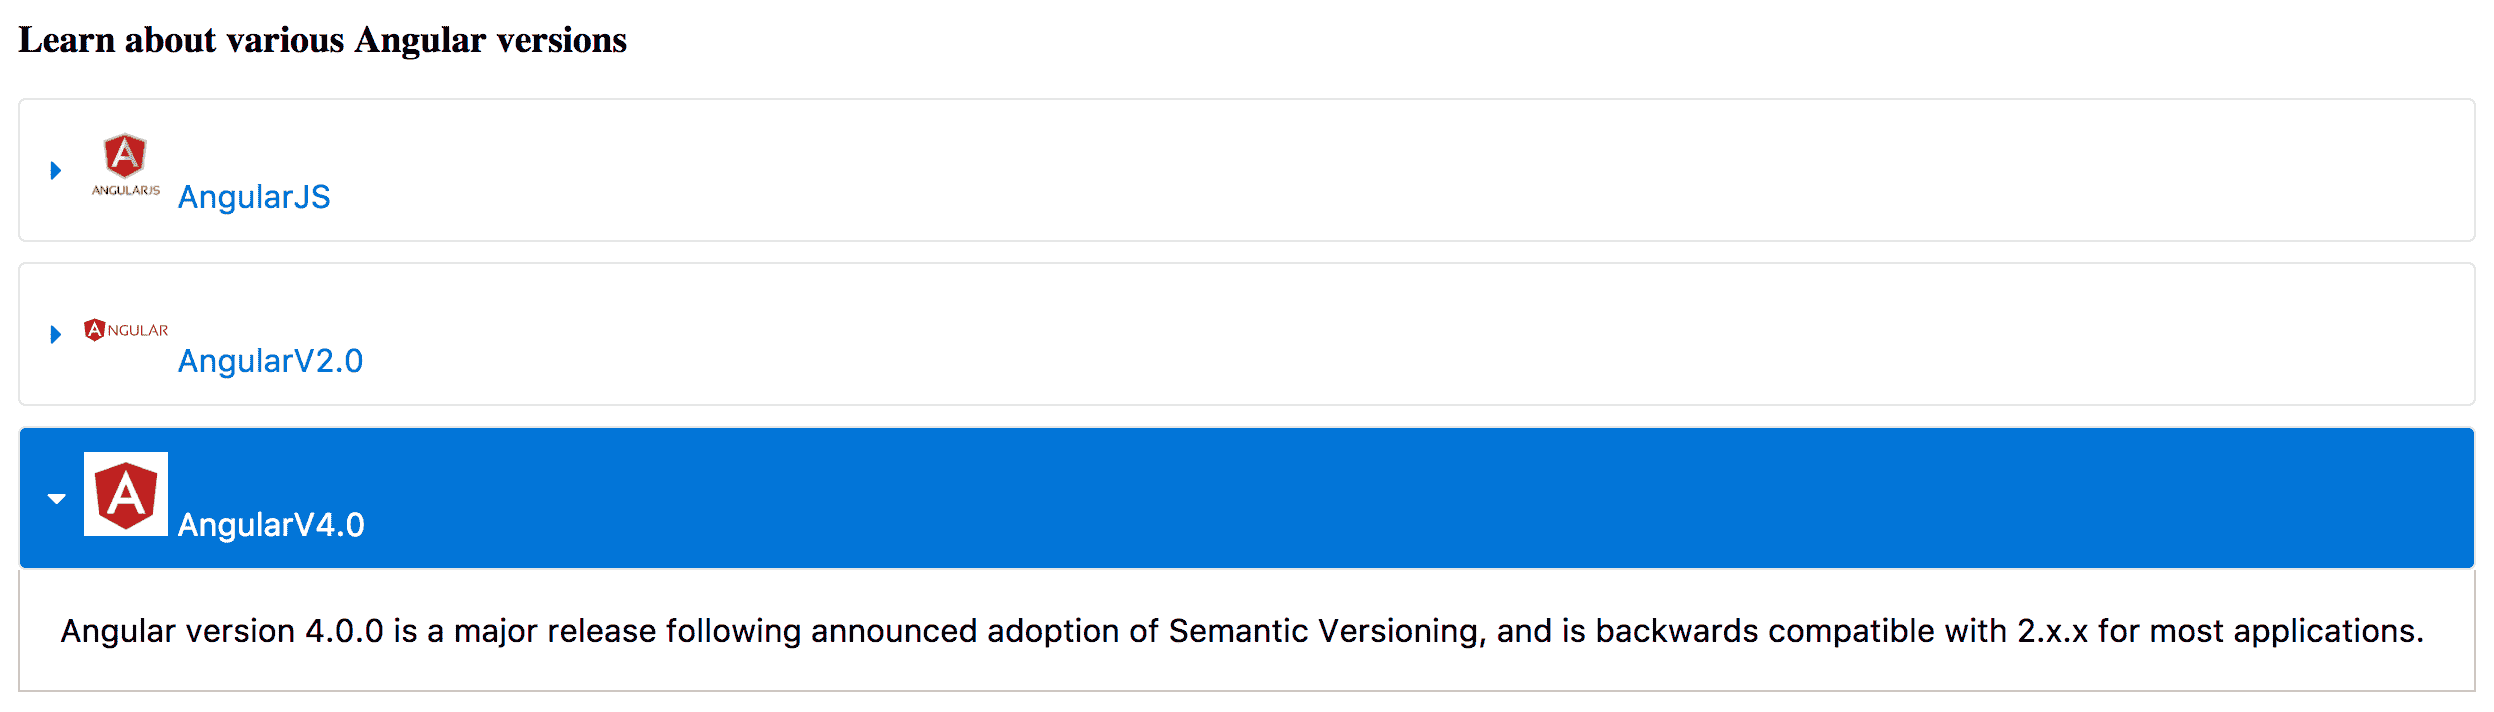 Learn about various Angular versions
ANGULARJS
AngularJS
ANGULAR
AngularV2.0
A
AngularV4.0
Angular version 4.0.0 is a major release following announced adoption of Semantic Versioning, and is backwards compatible with 2.x.x for most applications.